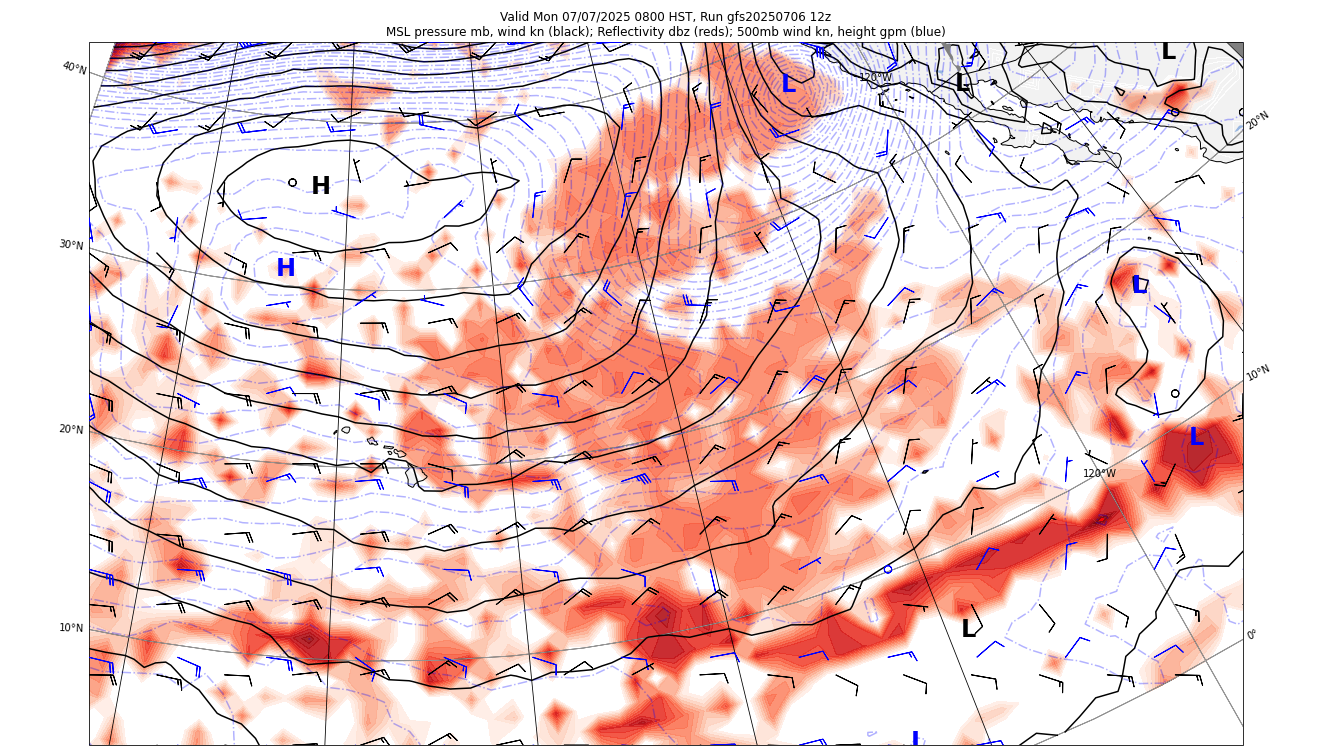 Valid Mon 07/07/2025 0800 HST, Run gfs20250706 12z
MSL pressure mb, wind kn (black); Reflectivity dbz (reds); 500mb wind kn, height gpm (blue)
L
40°N
120°W
L
L
20°N
H
30°N
H
L
10°N
20°N
L
120°W
10°N
L
0°
L